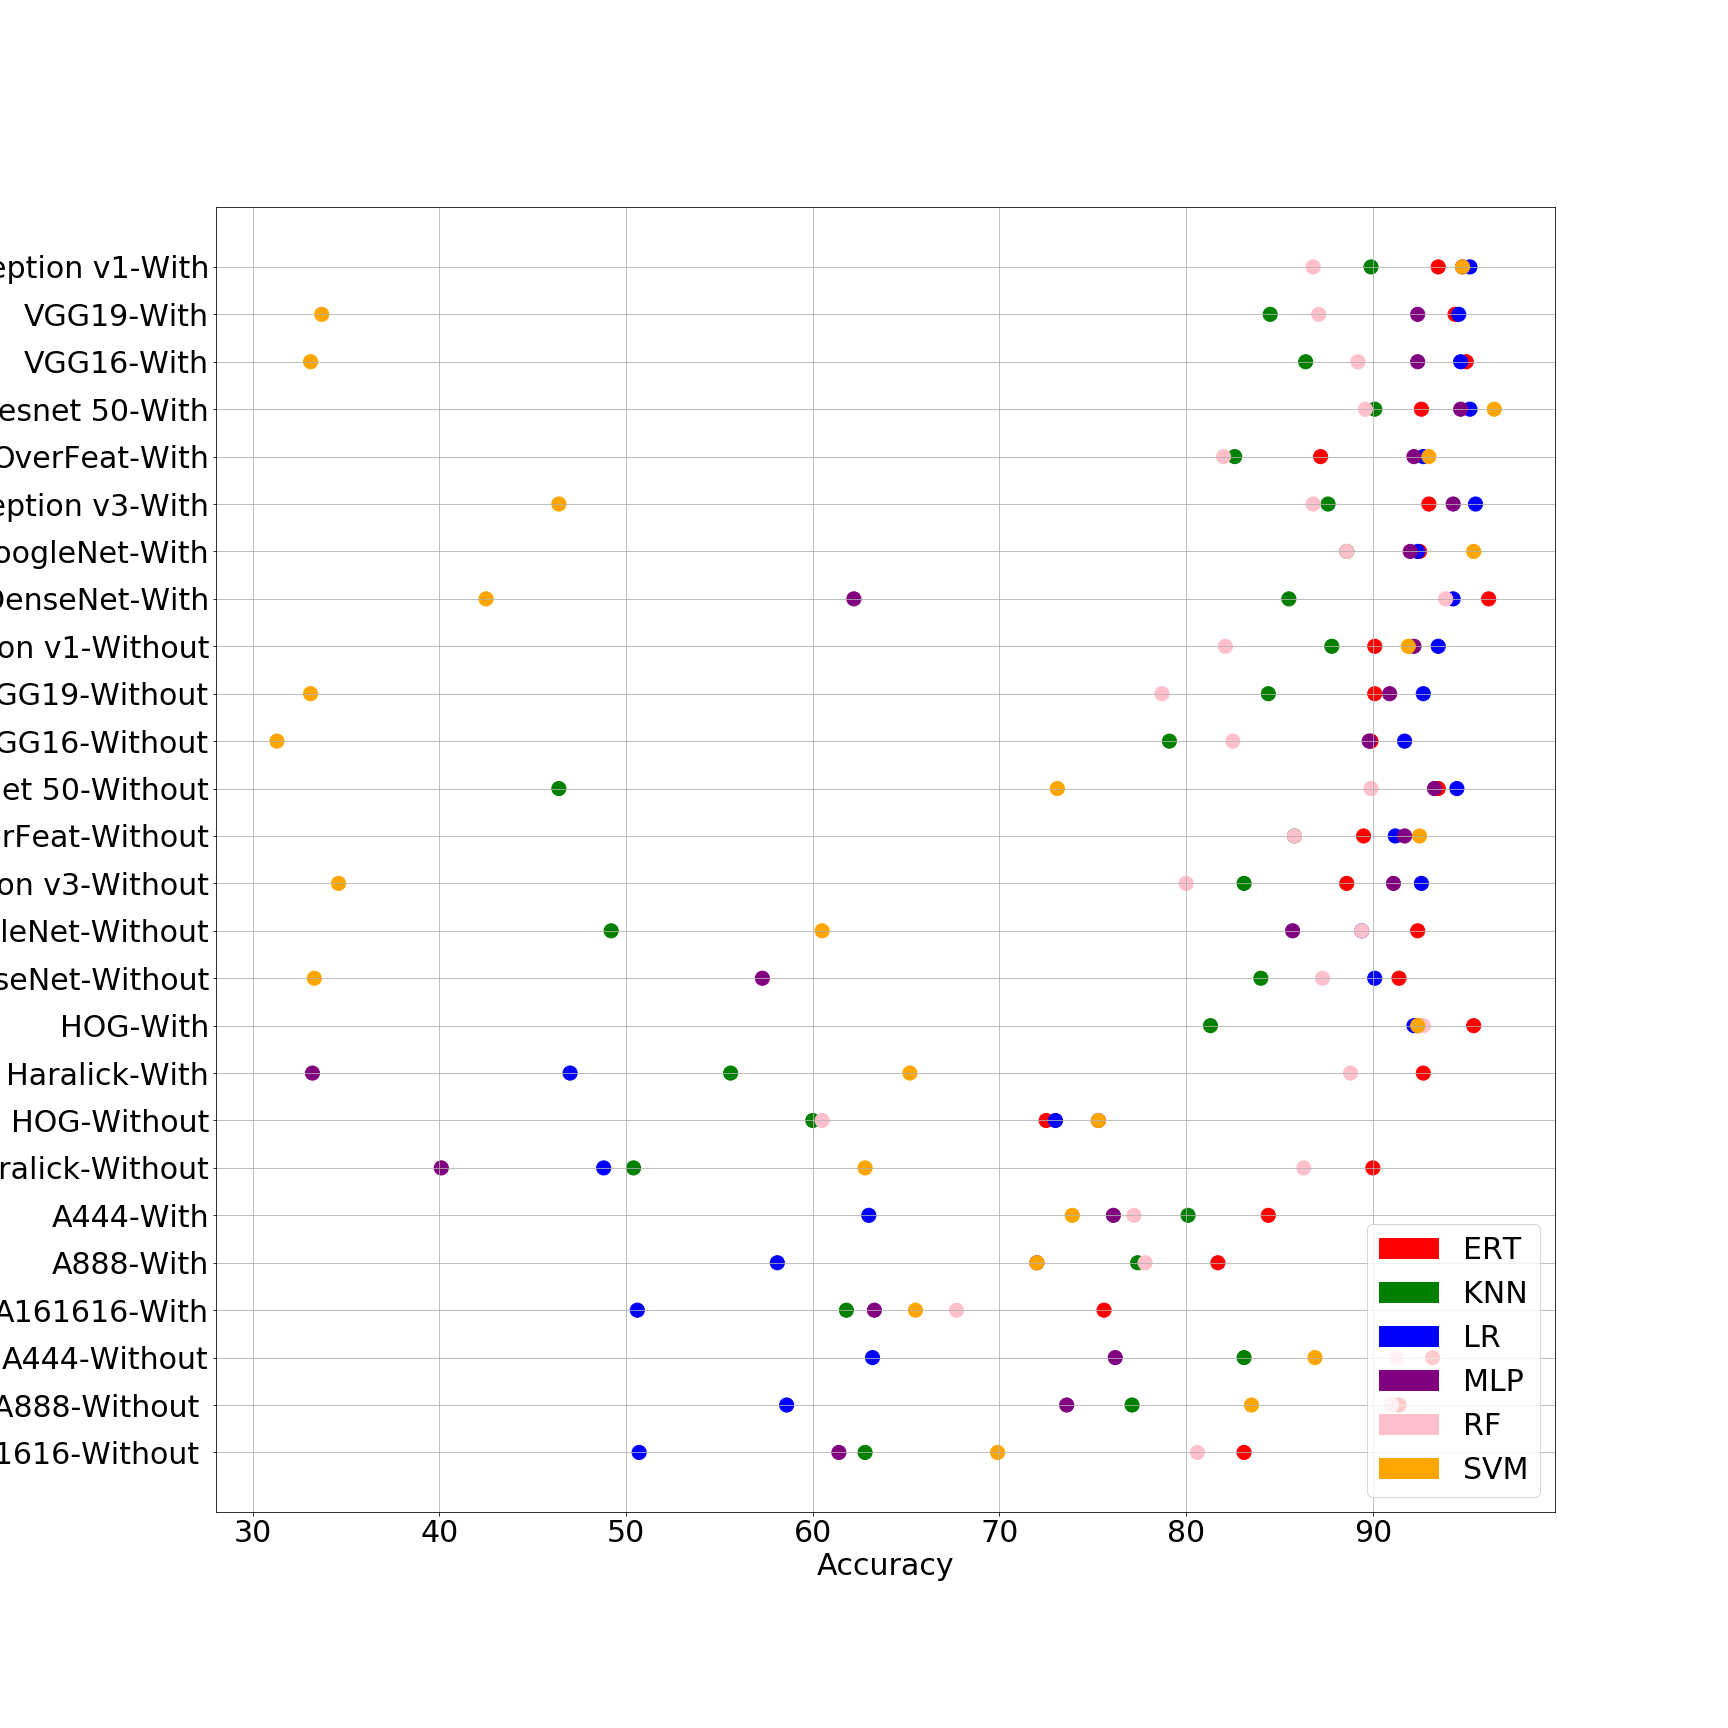 eption v1-With
VGG19-With
VGG16-With
esnet 50-With
OverFeat-With
eption v3-With
oogleNet-With
DenseNet-With
on v1-Without
GG19-Without
GG16-Without
et 50-Without
rFeat-Without
on v3-Without
leNet-Without
seNet-Without
HOG-With
Haralick-With
HOG-Without
ralick-Without
A444-With
A888-With
A161616-With
A444-Without
A888-Without
1616-Without
ERT
KNN
LR
MLP
RF
SVM
30 40 50 60 70 80 90
Accuracy